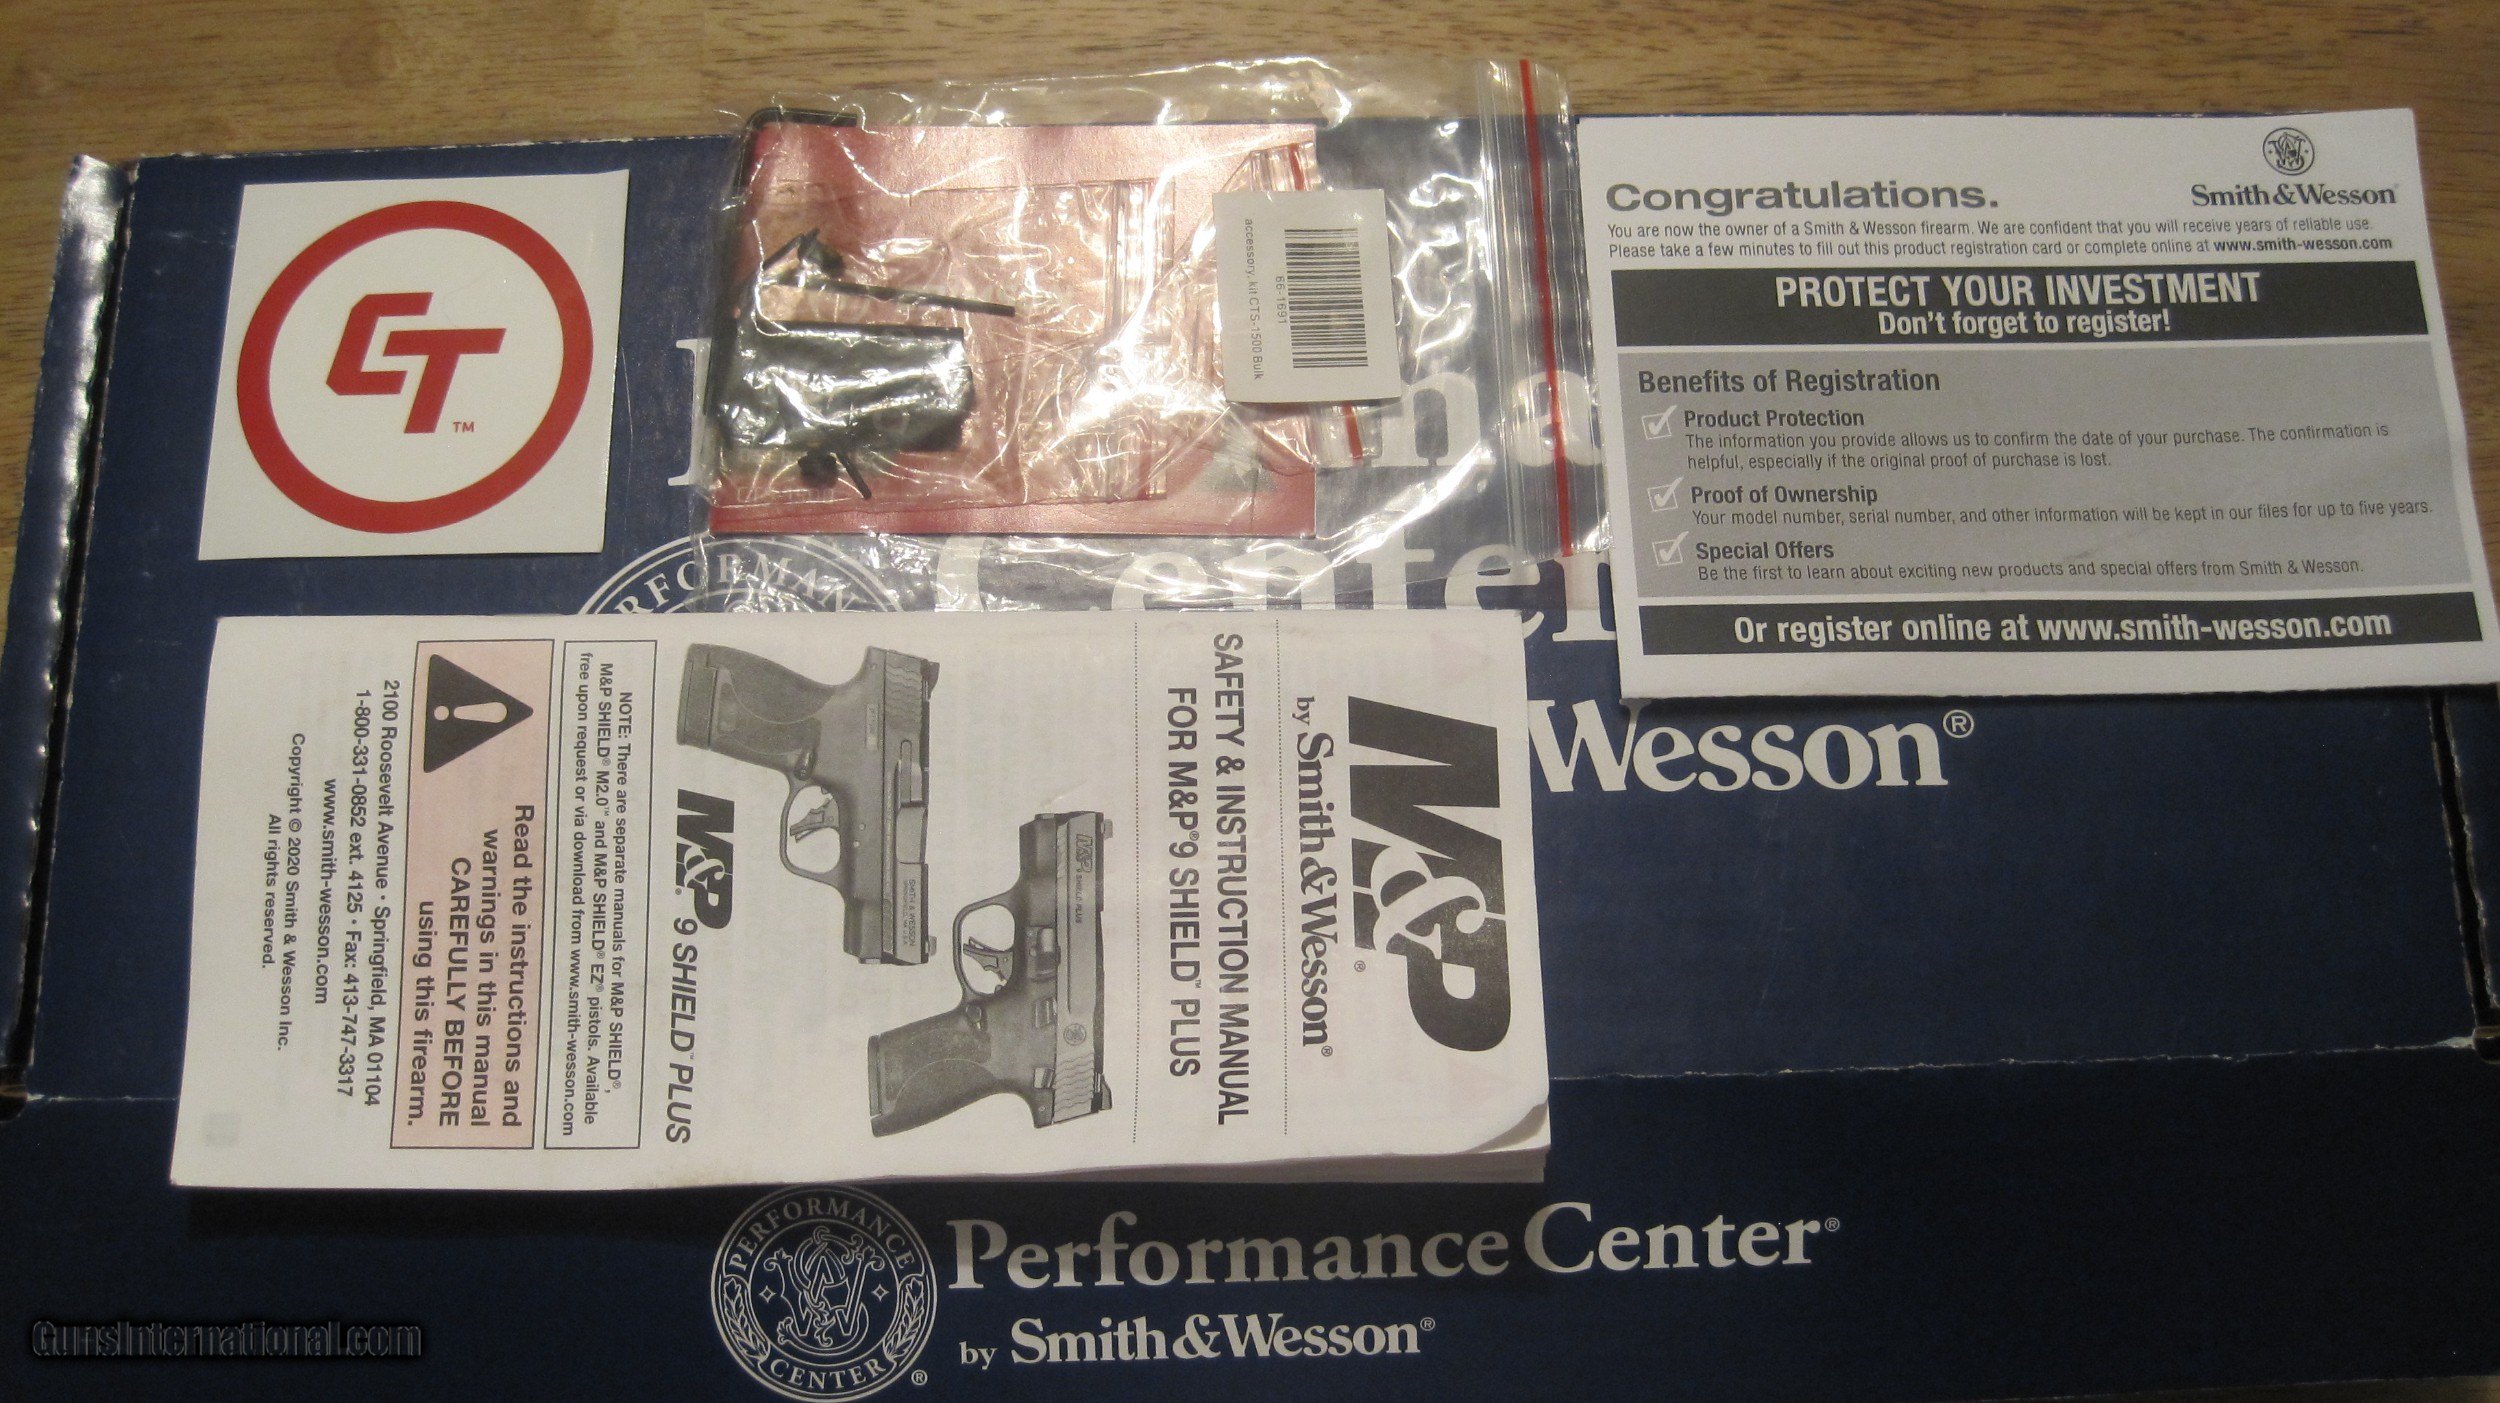 CT™
66-1691
accessory. kit CTS-1500 Bulk
Smith&Wesson
Congratulations.
You are now the owner of a Smith & Wesson firearm. We are confident that you will receive years of reliable use.
Please take a few minutes to fill out this product registration card or complete online at www.smith-wesson.com
PROTECT YOUR INVESTMENT
Don't forget to register!
Benefits of Registration
Product Protection
The information you provide allows us to confirm the date of your purchase. The confirmation is
helpful, especially if the original proof of purchase is lost.
Proof of Ownership
Your model number, serial number, and other information will be kept in our files for up to five years.
Special Offers
Be the first to learn about exciting new products and special offers from Smith & Wesson.
Or register online at www.smith-wesson.com
Wesson®
M&P®
by Smith&Wesson®
SAFETY & INSTRUCTION MANUAL
FOR M&P®9 SHIELD™ PLUS
M&P 9 SHIELD PLUS
SMITH & WESSON
M&P® 9 SHIELD™ PLUS
NOTE: There are separate manuals for M&P SHIELD®,
M&P SHIELD® M2.0™ and M&P SHIELD® EZ® pistols. Available
free upon request or via download from www.smith-wesson.com
Read the instructions and
warnings in this manual
CAREFULLY BEFORE
using this firearm.
2100 Roosevelt Avenue • Springfield, MA 01104
1-800-331-0852 ext. 4125 • Fax: 413-747-3317
www.smith-wesson.com
Copyright © 2020 Smith & Wesson Inc.
All rights reserved.
PERFORMANCE
CENTER®
Performance Center®
by Smith&Wesson®
GunsInternational.com